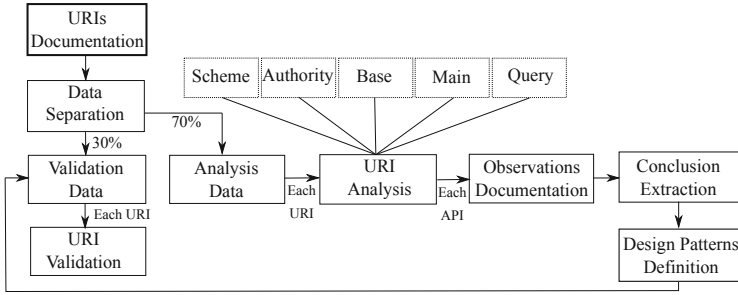 URIs
Documentation
Scheme
Authority
Base
Main
Query
Data
Separation
70%
30%
Validation
Data
Analysis
Data
Each
URI
URI
Analysis
Each
API
Observations
Documentation
Conclusion
Extraction
Each URI
URI
Validation
Design Patterns
Definition